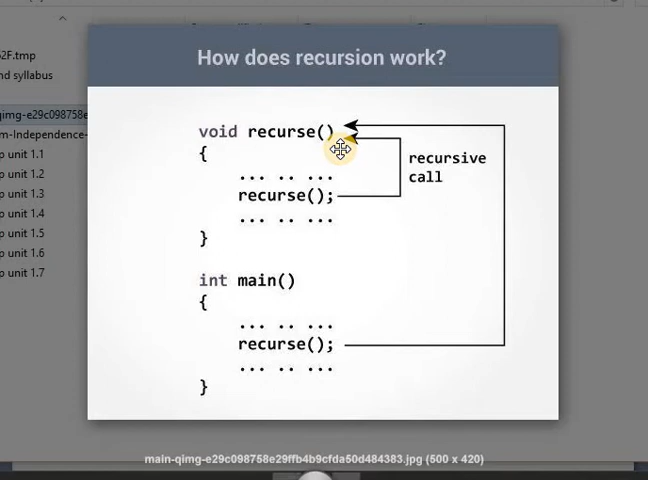 2F.tmp
nd syllabus
qimg-e29c098758e
m-Independence-
p unit 1.1
p unit 1.2
p unit 1.3
p unit 1.4
p unit 1.5
p unit 1.6
p unit 1.7
How does recursion work?
void recurse()
{
... .. ...
recurse();
... .. ...
}
recursive
call
int main()
{
... .. ...
recurse();
... .. ...
}
main-qimg-e29c098758e29ffb4b9cfda50d484383.jpg (500 x 420)